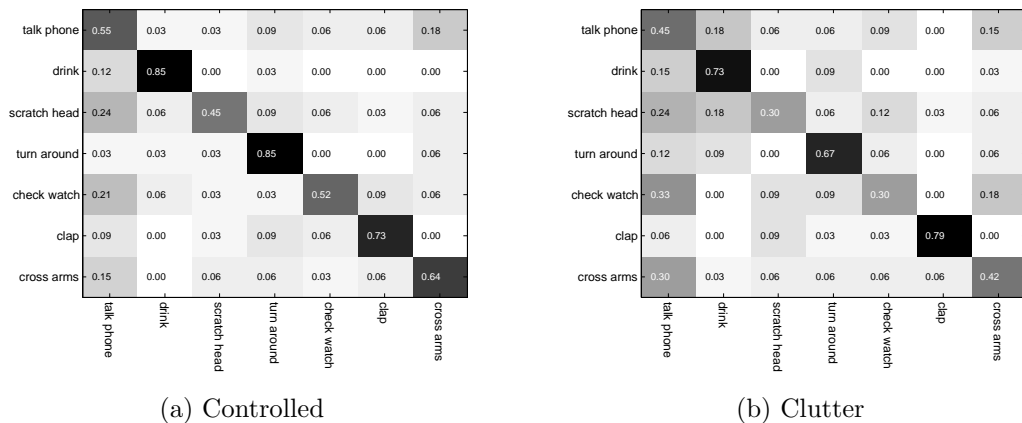 talk phone 0.55 0.03 0.03 0.09 0.06 0.06 0.18
drink 0.12 0.85 0.00 0.03 0.00 0.00 0.00
scratch head 0.24 0.06 0.45 0.09 0.06 0.03 0.06
turn around 0.03 0.03 0.03 0.85 0.00 0.00 0.06
check watch 0.21 0.06 0.03 0.03 0.52 0.09 0.06
clap 0.09 0.00 0.03 0.09 0.06 0.73 0.00
cross arms 0.15 0.00 0.06 0.06 0.03 0.06 0.64
talk phone
drink
scratch head
turn around
check watch
clap
cross arms
(a) Controlled
talk phone 0.45 0.18 0.06 0.06 0.09 0.00 0.15
drink 0.15 0.73 0.00 0.09 0.00 0.00 0.03
scratch head 0.24 0.18 0.30 0.06 0.12 0.03 0.06
turn around 0.12 0.09 0.00 0.67 0.06 0.00 0.06
check watch 0.33 0.00 0.09 0.09 0.30 0.00 0.18
clap 0.06 0.00 0.09 0.03 0.03 0.79 0.00
cross arms 0.30 0.03 0.06 0.06 0.06 0.06 0.42
talk phone
drink
scratch head
turn around
check watch
clap
cross arms
(b) Clutter